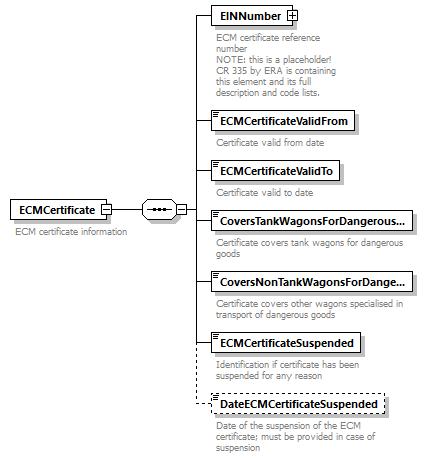 EINNumber
ECM certificate reference
number
NOTE: this is a placeholder!
CR 335 by ERA is containing
this element and its full
description and code lists.
ECMCertificateValidFrom
Certificate valid from date
ECMCertificateValidTo
Certificate valid to date
ECMCertificate
ECM certificate information
CoversTankWagonsForDangerous...
Certificate covers tank wagons for dangerous
goods
CoversNonTankWagonsForDange...
Certificate covers other wagons specialised in
transport of dangerous goods
ECMCertificateSuspended
Identification if certificate has been
suspended for any reason
DateECMCertificateSuspended
Date of the suspension of the ECM
certificate; must be provided in case of
suspension